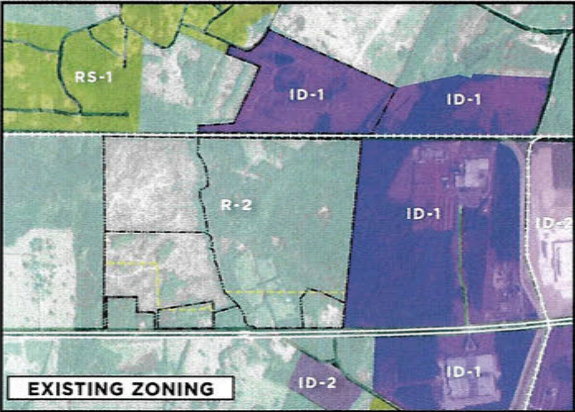 RS-1
ID-1
ID-1
R-2
ID-1
ID-2
ID-2
ID-1
EXISTING ZONING